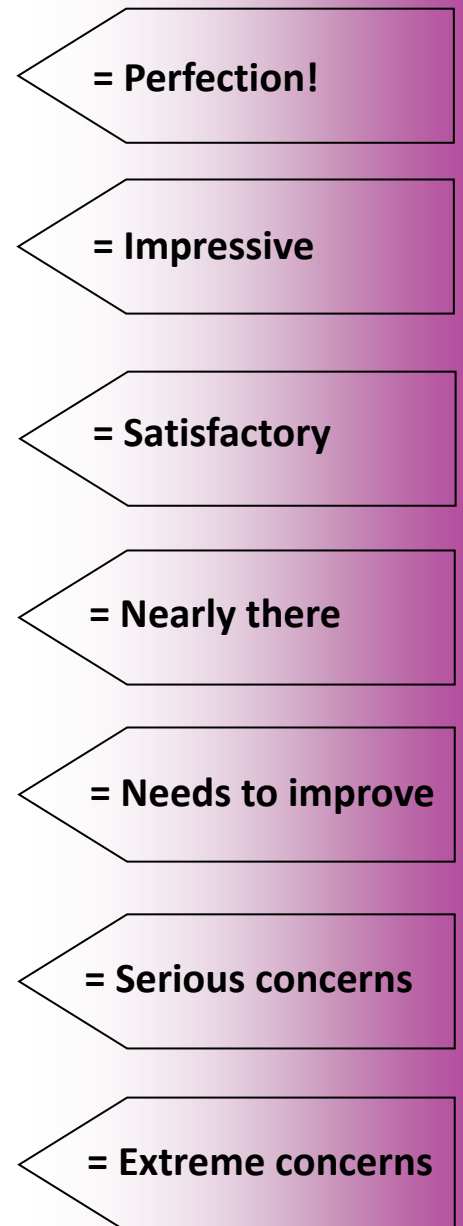 = Perfection!
= Impressive
= Satisfactory
= Nearly there
= Needs to improve
= Serious concerns
= Extreme concerns